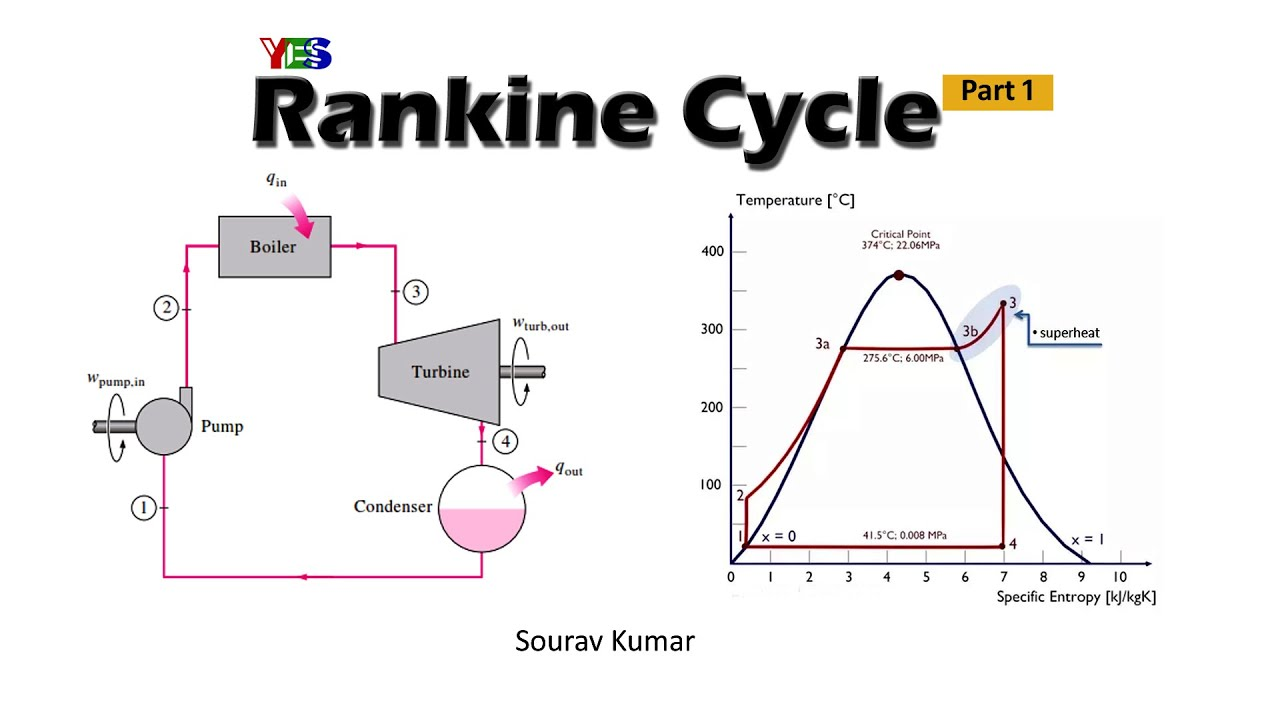 YES
Rankine Cycle
Part 1
q_in
Boiler
2
3
w_turb,out
Turbine
w_pump,in
Pump
4
q_out
Condenser
1
Temperature [°C]
Critical Point
374°C; 22.06MPa
400
300
200
100
3
3b
3a
• superheat
275.6°C; 6.00MPa
2
1
x = 0
41.5°C; 0.008 MPa
4
x = 1
0 1 2 3 4 5 6 7 8 9 10
Specific Entropy [kJ/kgK]
Sourav Kumar